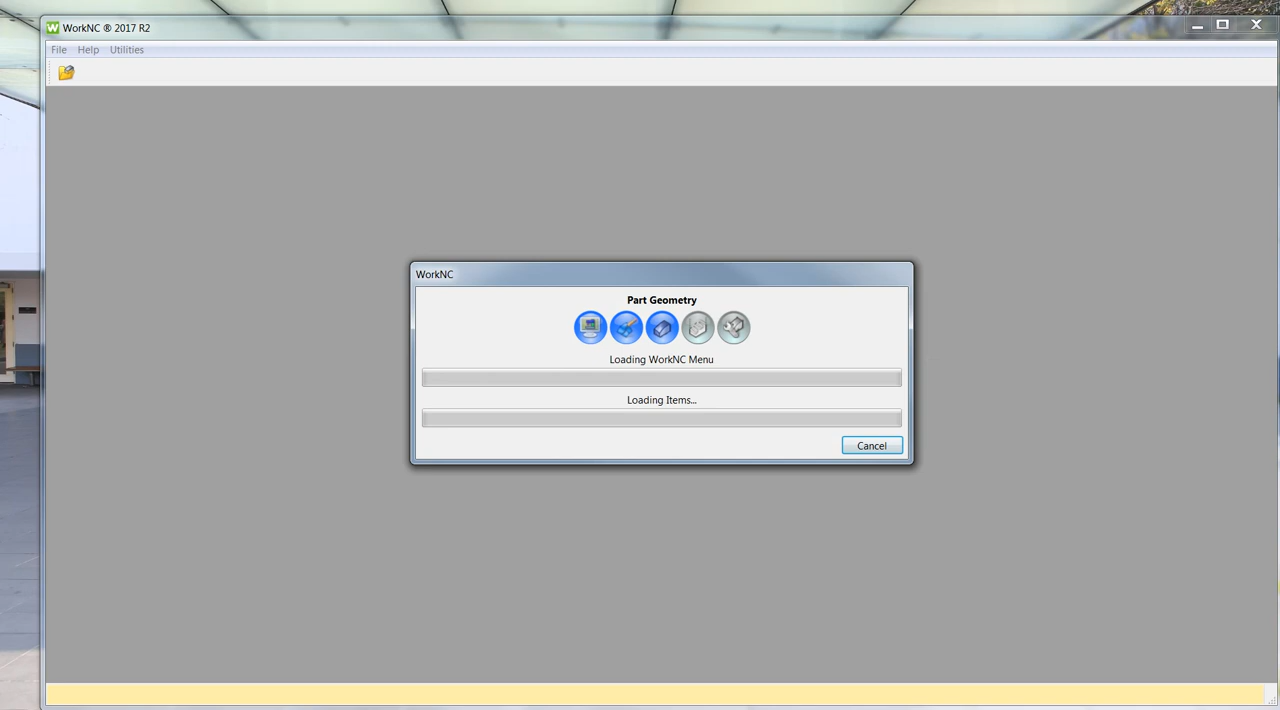 WorkNC ® 2017 R2
File Help Utilities
WorkNC
Part Geometry
Loading WorkNC Menu
Loading Items...
Cancel